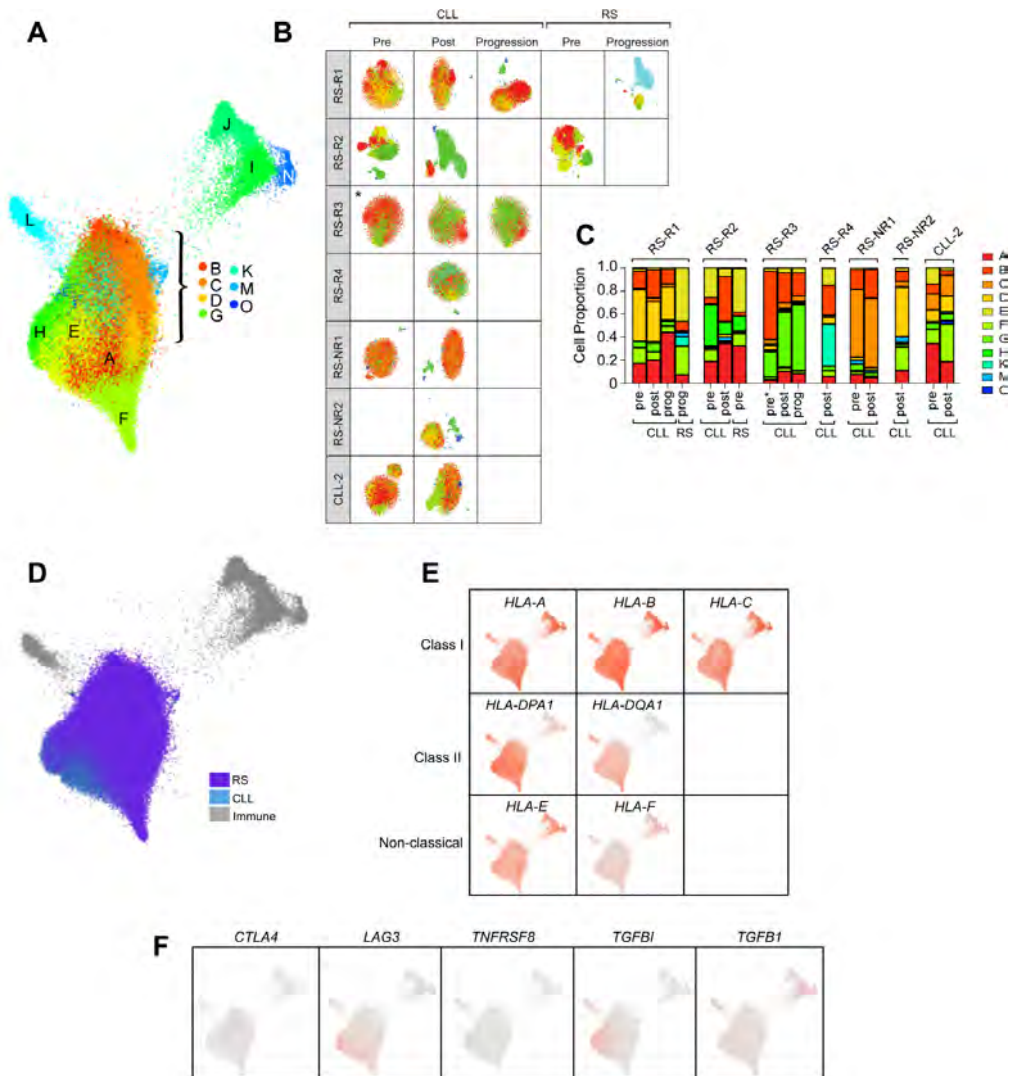 A
J
I
N
L
H
E
A
F
B
C
D
G
K
M
O
B
CLL
RS
Pre
Post
Progression
Pre
Progression
RS-R1
RS-R2
RS-R3
*
RS-R4
RS-NR1
RS-NR2
CLL-2
C
RS-R1
RS-R2
RS-R3
RS-R4
RS-NR1
RS-NR2
CLL-2
Cell Proportion
1.0
0.8
0.6
0.4
0.2
0
pre
post
prog
prog
pre
post
pre
pre*
post
prog
post
pre
post
post
pre
post
CLL
RS
CLL
RS
CLL
CLL
CLL
CLL
CLL
A
B
C
D
E
F
G
H
K
M
O
D
RS
CLL
Immune
E
HLA-A
HLA-B
HLA-C
Class I
HLA-DPA1
HLA-DQA1
Class II
HLA-E
HLA-F
Non-classical
F
CTLA4
LAG3
TNFRSF8
TGFBI
TGFB1